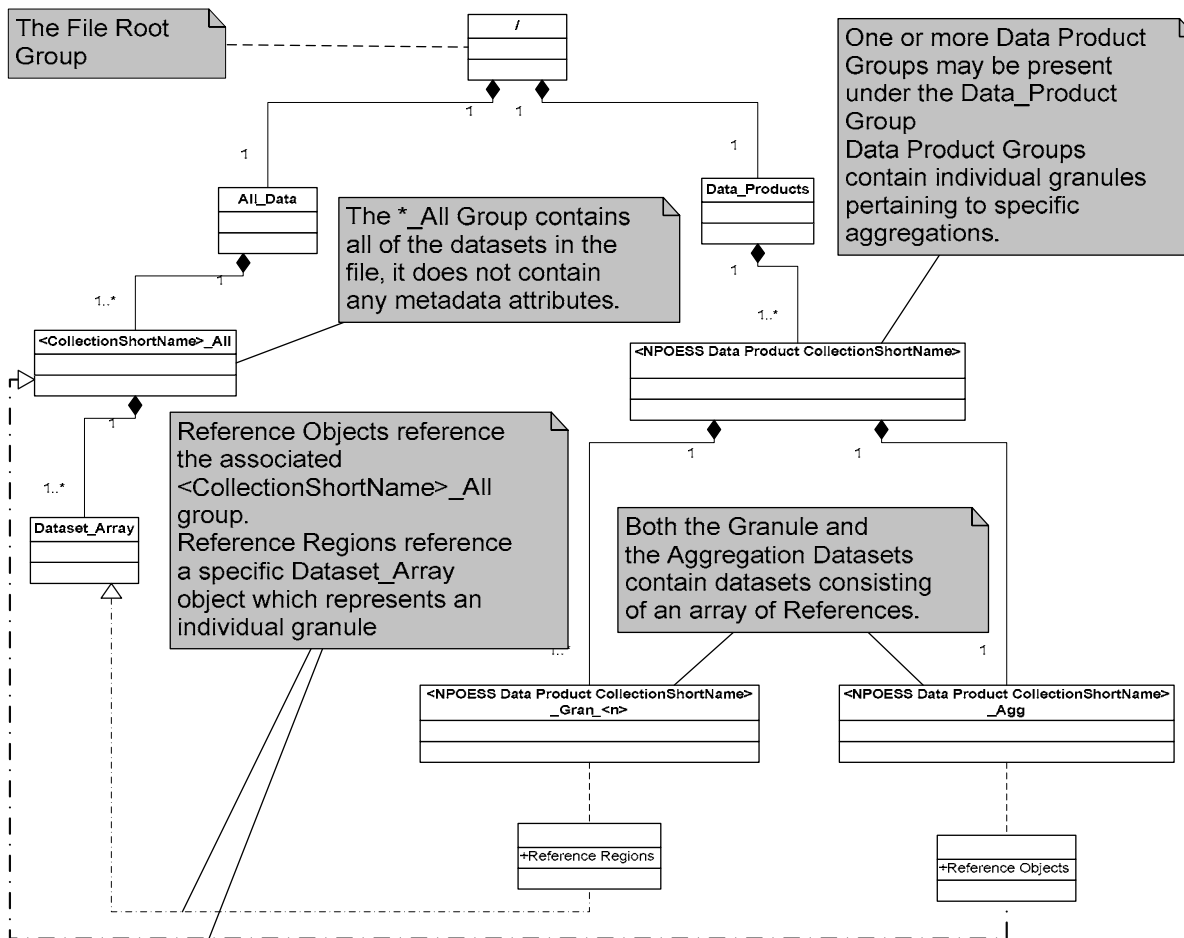 The File Root
Group
/
One or more Data Product
Groups may be present
under the Data_Product
Group
Data Product Groups
contain individual granules
pertaining to specific
aggregations.
1
1
1
1
All_Data
Data_Products
The *_All Group contains
all of the datasets in the
file, it does not contain
any metadata attributes.
1
1
1..*
1..*
<CollectionShortName>_All
<NPOESS Data Product CollectionShortName>
1
1
1
Reference Objects reference
the associated
<CollectionShortName>_All
group.
Reference Regions reference
a specific Dataset_Array
object which represents an
individual granule
1..*
Dataset_Array
Both the Granule and
the Aggregation Datasets
contain datasets consisting
of an array of References.
1
<NPOESS Data Product CollectionShortName>
_Gran_<n>
<NPOESS Data Product CollectionShortName>
_Agg
+Reference Regions
+Reference Objects